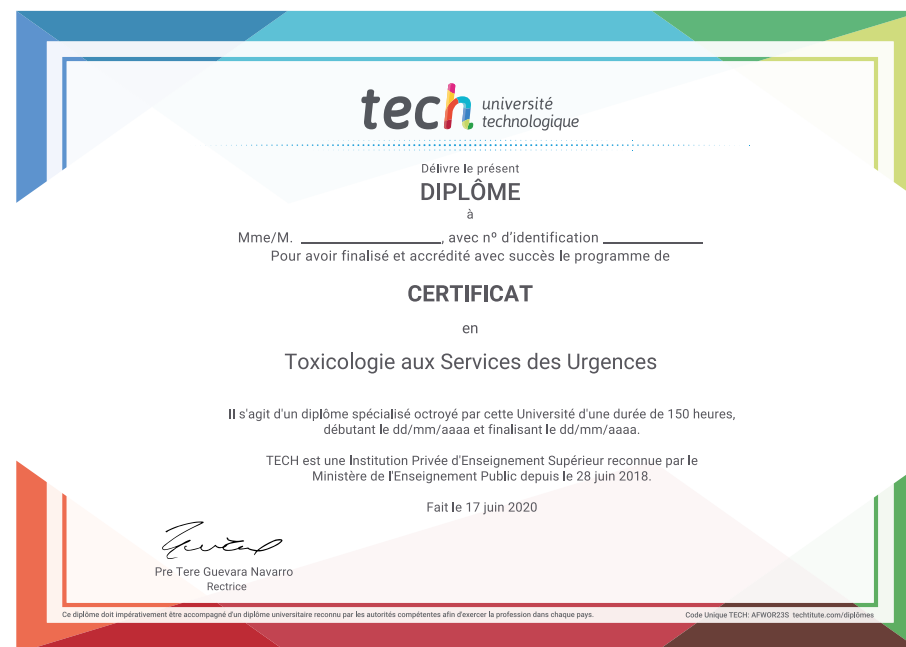 tech université
technologique
Délivre le présent
DIPLÔME
à
Mme/M. ____________________, avec nº d'identification ______________
Pour avoir finalisé et accrédité avec succès le programme de
CERTIFICAT
en
Toxicologie aux Services des Urgences
Il s'agit d'un diplôme spécialisé octroyé par cette Université d'une durée de 150 heures,
débutant le dd/mm/aaaa et finalisant le dd/mm/aaaa.
TECH est une Institution Privée d'Enseignement Supérieur reconnue par le
Ministère de l'Enseignement Public depuis le 28 juin 2018.
Fait le 17 juin 2020
Pre Tere Guevara Navarro
Rectrice
Ce diplôme doit impérativement être accompagné d'un diplôme universitaire reconnu par les autorités compétentes afin d'exercer la profession dans chaque pays.
Code Unique TECH: AFWOR23S techtitute.com/diplômes